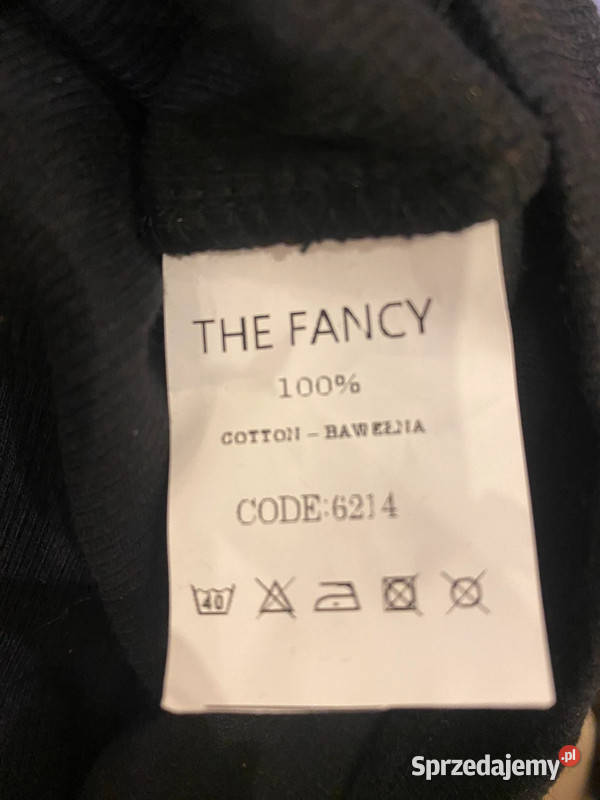 THE FANCY
100%
COTTON – BAWEŁNA
CODE:6214
40
Sprzedajemy.pl